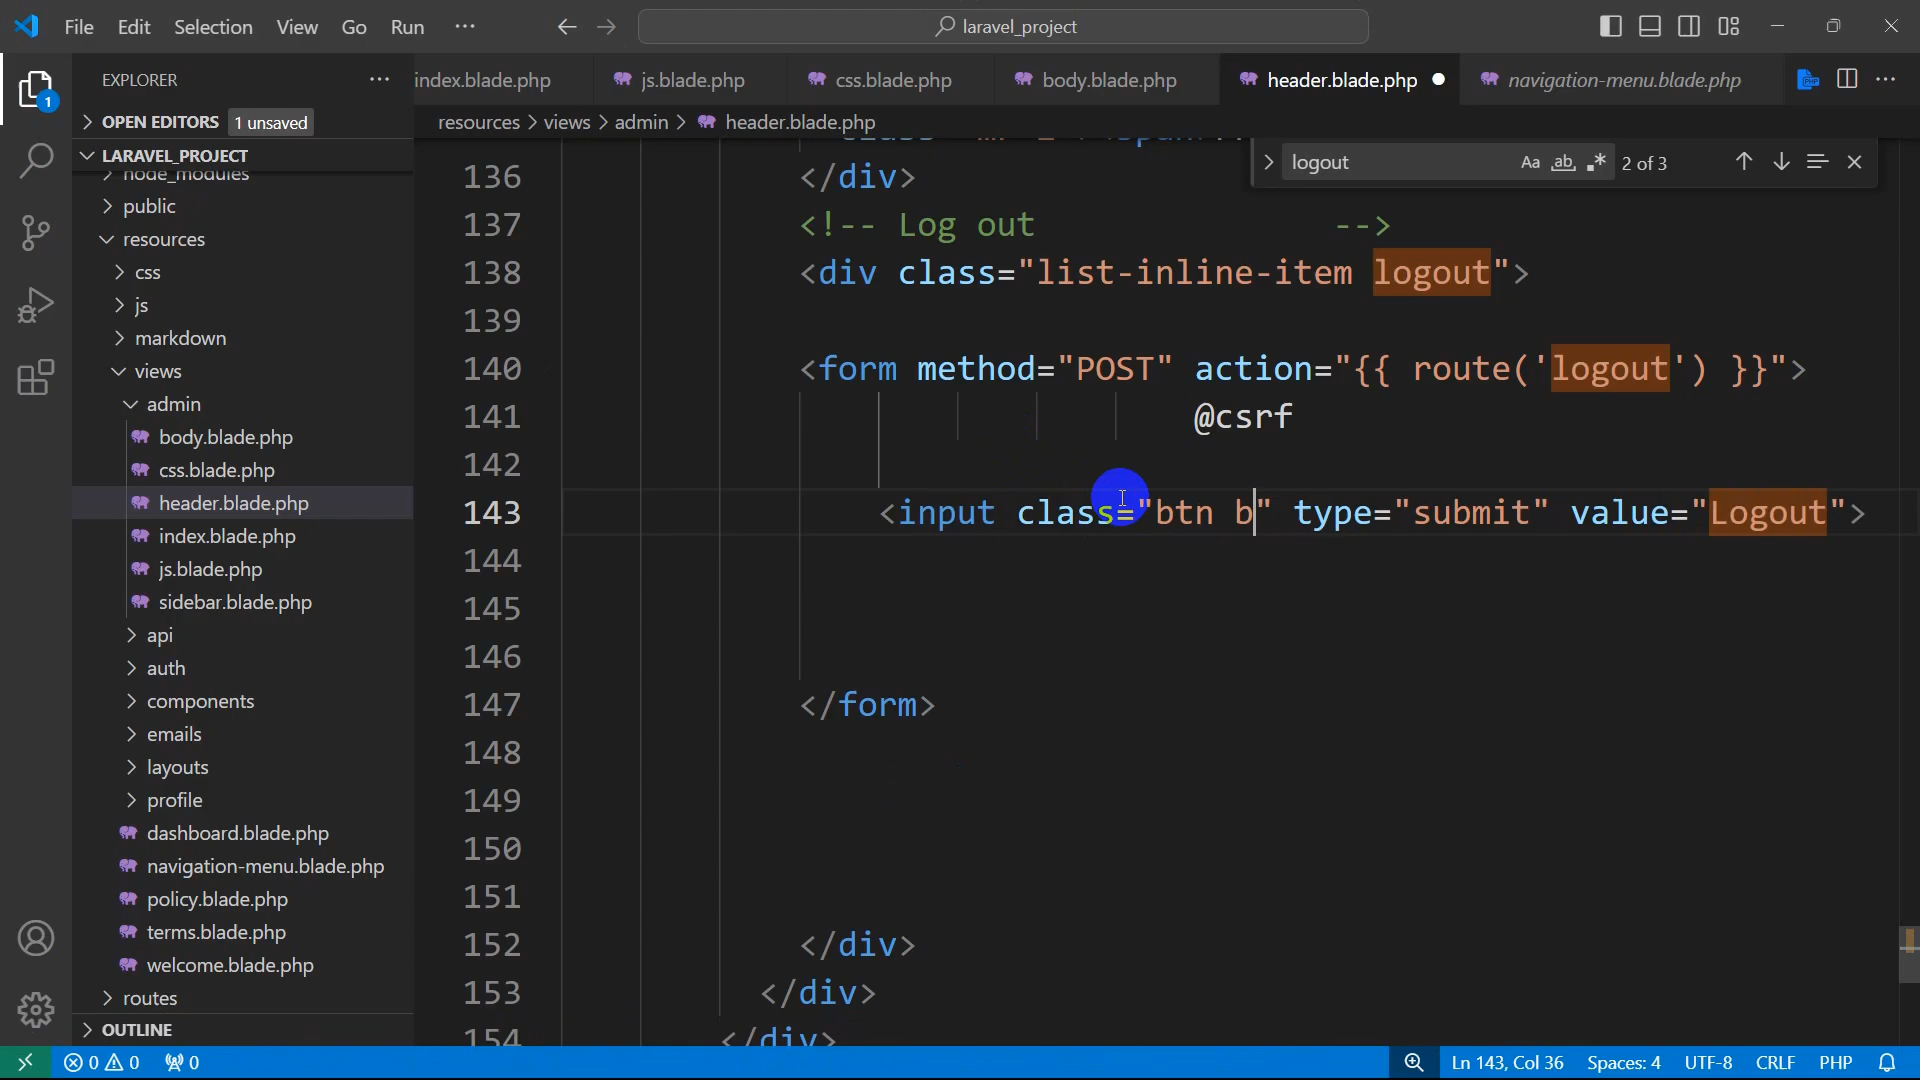 File Edit Selection View Go Run ··· laravel_project
EXPLORER ···
index.blade.php js.blade.php css.blade.php body.blade.php header.blade.php navigation-menu.blade.php ···
OPEN EDITORS 1 unsaved
resources > views > admin > header.blade.php
LARAVEL_PROJECT
logout Aa ab 2 of 3
node_modules
public
resources
css
js
markdown
views
admin
body.blade.php
css.blade.php
header.blade.php
index.blade.php
js.blade.php
sidebar.blade.php
api
auth
components
emails
layouts
profile
dashboard.blade.php
navigation-menu.blade.php
policy.blade.php
terms.blade.php
welcome.blade.php
routes
OUTLINE
136 </div>
137 <!-- Log out -->
138 <div class="list-inline-item logout">
139
140 <form method="POST" action="{{ route('logout') }}">
141 @csrf
142
143 <input class="btn b" type="submit" value="Logout">
144
145
146
147 </form>
148
149
150
151
152 </div>
153 </div>
154 </div>
0 0 0 Ln 143, Col 36 Spaces: 4 UTF-8 CRLF PHP
1